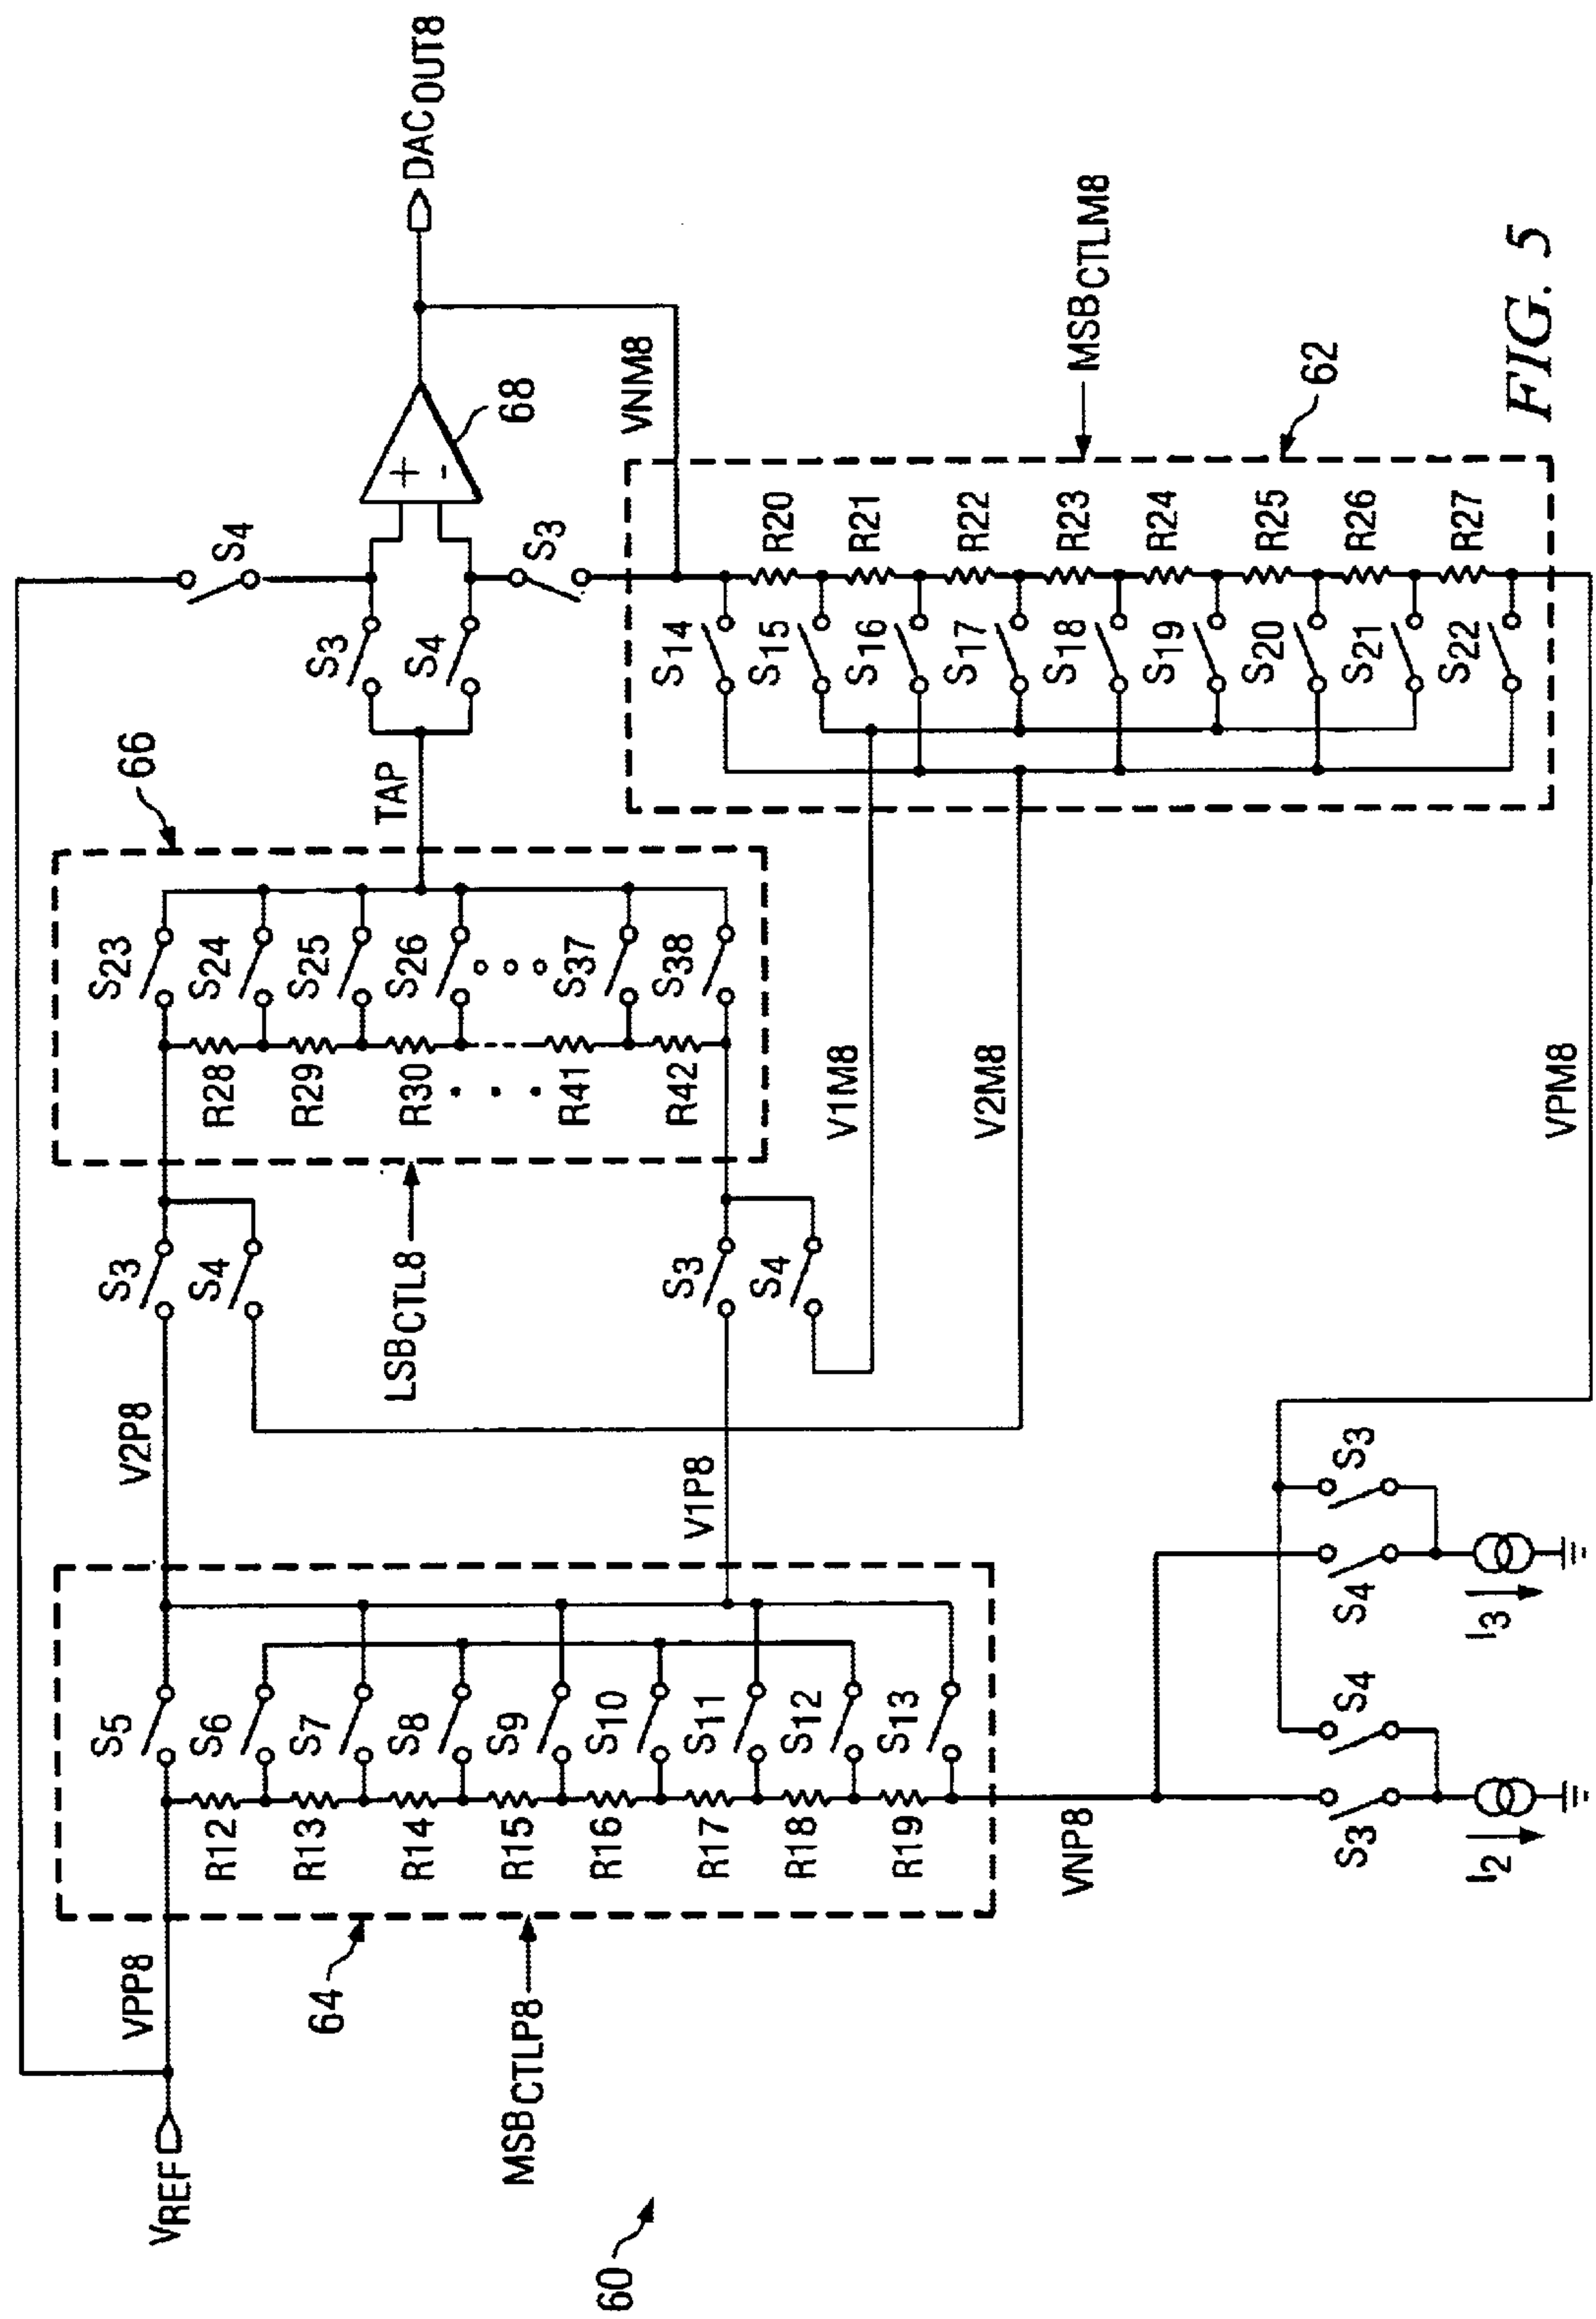 VREF
VPP8
64
MSBCTLP8
60
S5
S6
S7
S8
S9
S10
S11
S12
S13
R12
R13
R14
R15
R16
R17
R18
R19
V2P8
V1P8
VNP8
S3
S4
S4
S3
I2
I3
S3
S4
S3
S4
LSBCTL8
R28
R29
R30
R41
R42
S23
S24
S25
S26
S37
S38
66
TAP
V1M8
V2M8
VPM8
S3
S4
S4
S3
+
-
68
DACOUT8
VNM8
S14
S15
S16
S17
S18
S19
S20
S21
S22
R20
R21
R22
R23
R24
R25
R26
R27
MSBCTLM8
62
FIG. 5